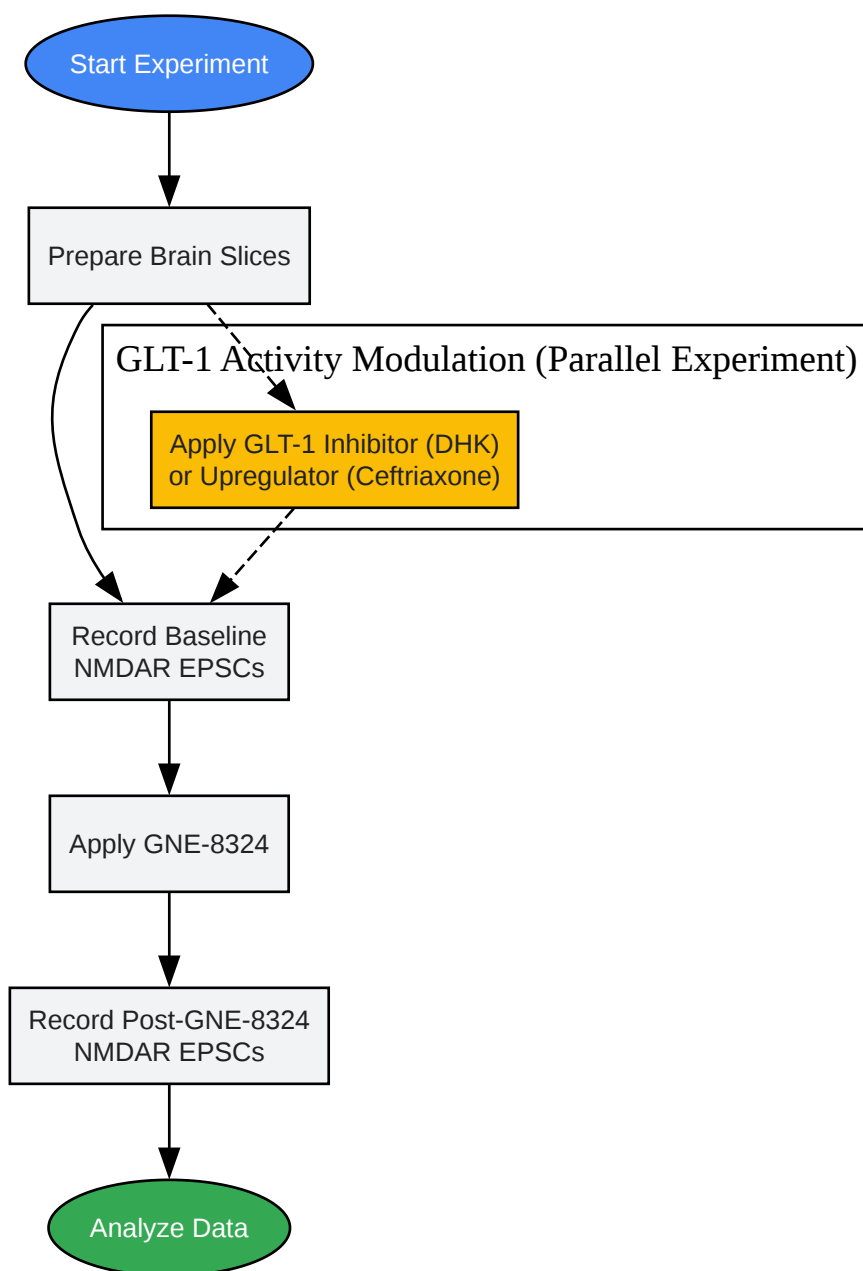 Start Experiment
Prepare Brain Slices
GLT-1 Activity Modulation (Parallel Experiment)
Apply GLT-1 Inhibitor (DHK)
or Upregulator (Ceftriaxone)
Record Baseline
NMDAR EPSCs
Apply GNE-8324
Record Post-GNE-8324
NMDAR EPSCs
Analyze Data